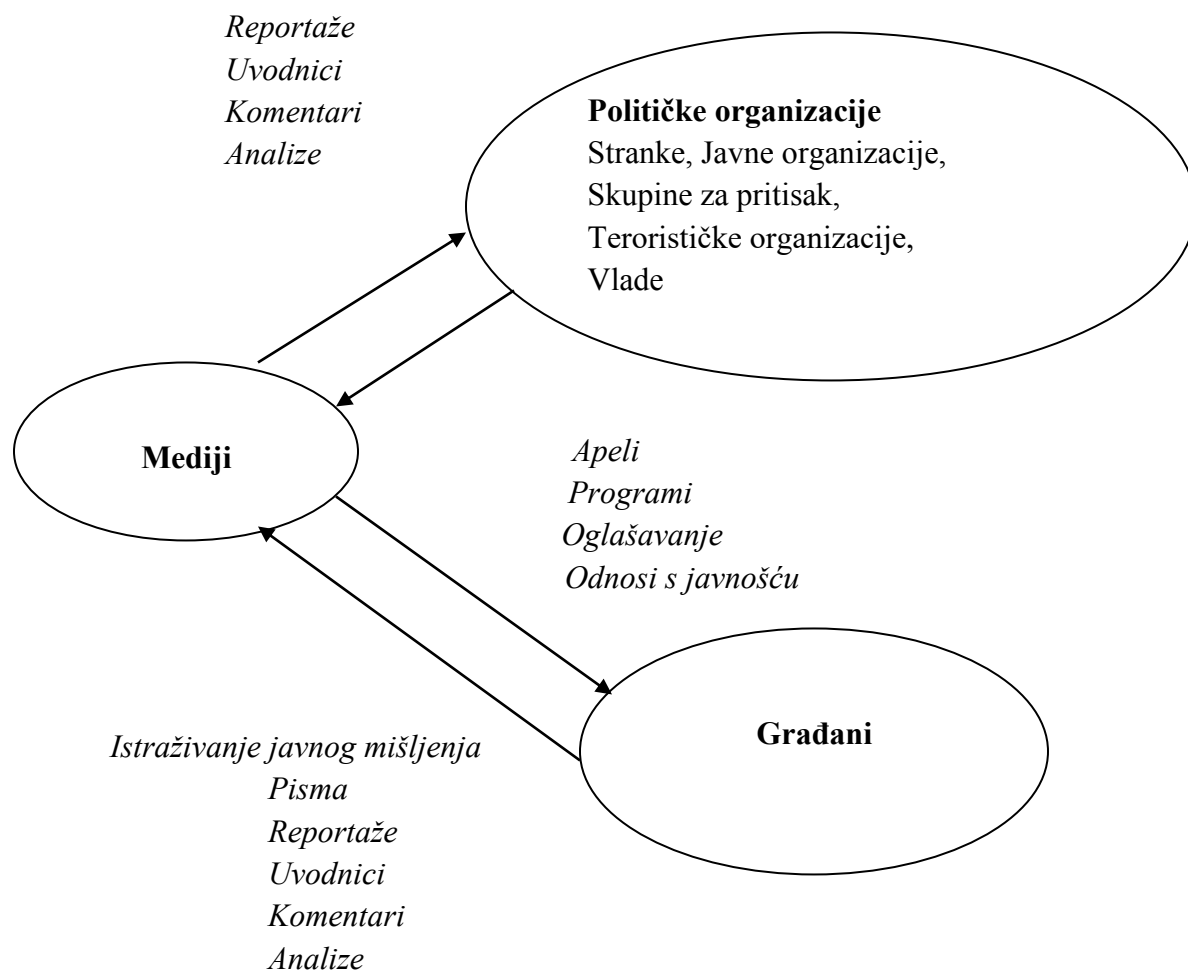 Reportaže
Uvodnici
Komentari
Analize
Političke organizacije
Stranke, Javne organizacije,
Skupine za pritisak,
Terorističke organizacije,
Vlade
Mediji
Apeli
Programi
Oglašavanje
Odnosi s javnošću
Građani
Istraživanje javnog mišljenja
Pisma
Reportaže
Uvodnici
Komentari
Analize